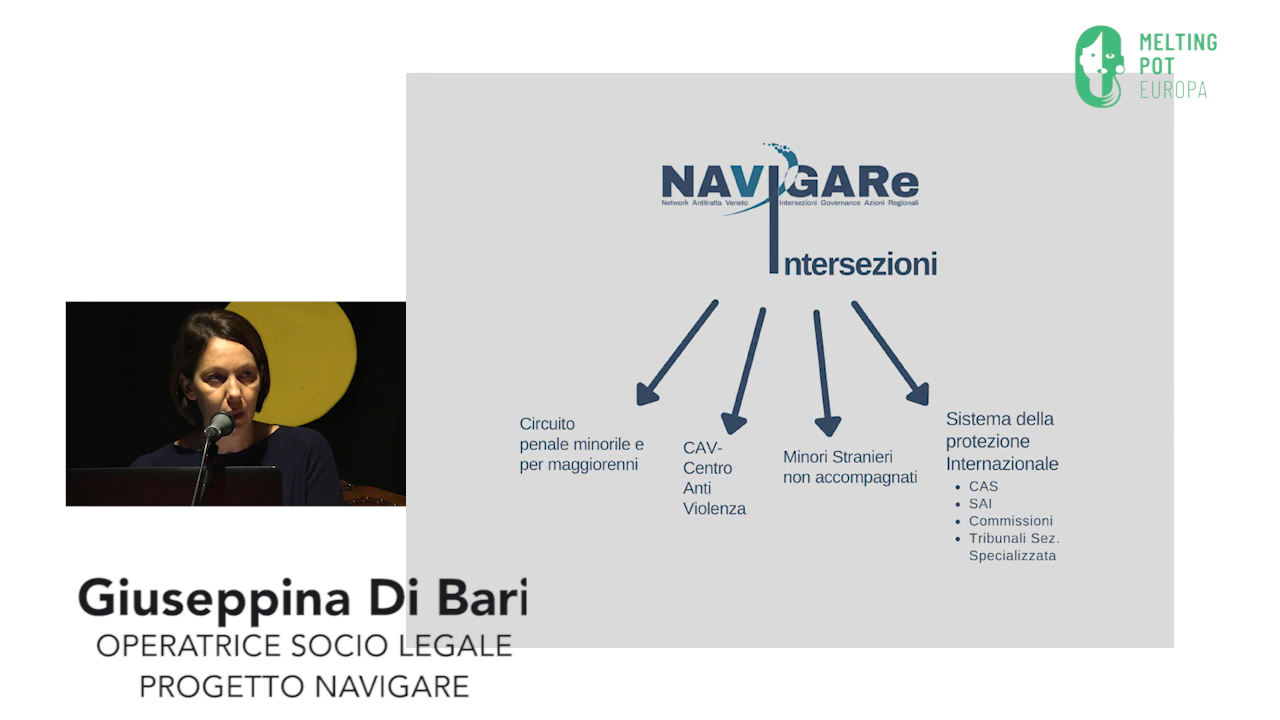 MELTING
POT
EUROPA
NAVIGARe
Network Antitratta Veneto Intersezioni Governance Azioni Regionali
Intersezioni
Circuito
penale minorile e
per maggiorenni
CAV-
Centro
Anti
Violenza
Minori Stranieri
non accompagnati
Sistema della
protezione
Internazionale
• CAS
• SAI
• Commissioni
• Tribunali Sez.
Specializzata
Giuseppina Di Bari
OPERATRICE SOCIO LEGALE
PROGETTO NAVIGARE